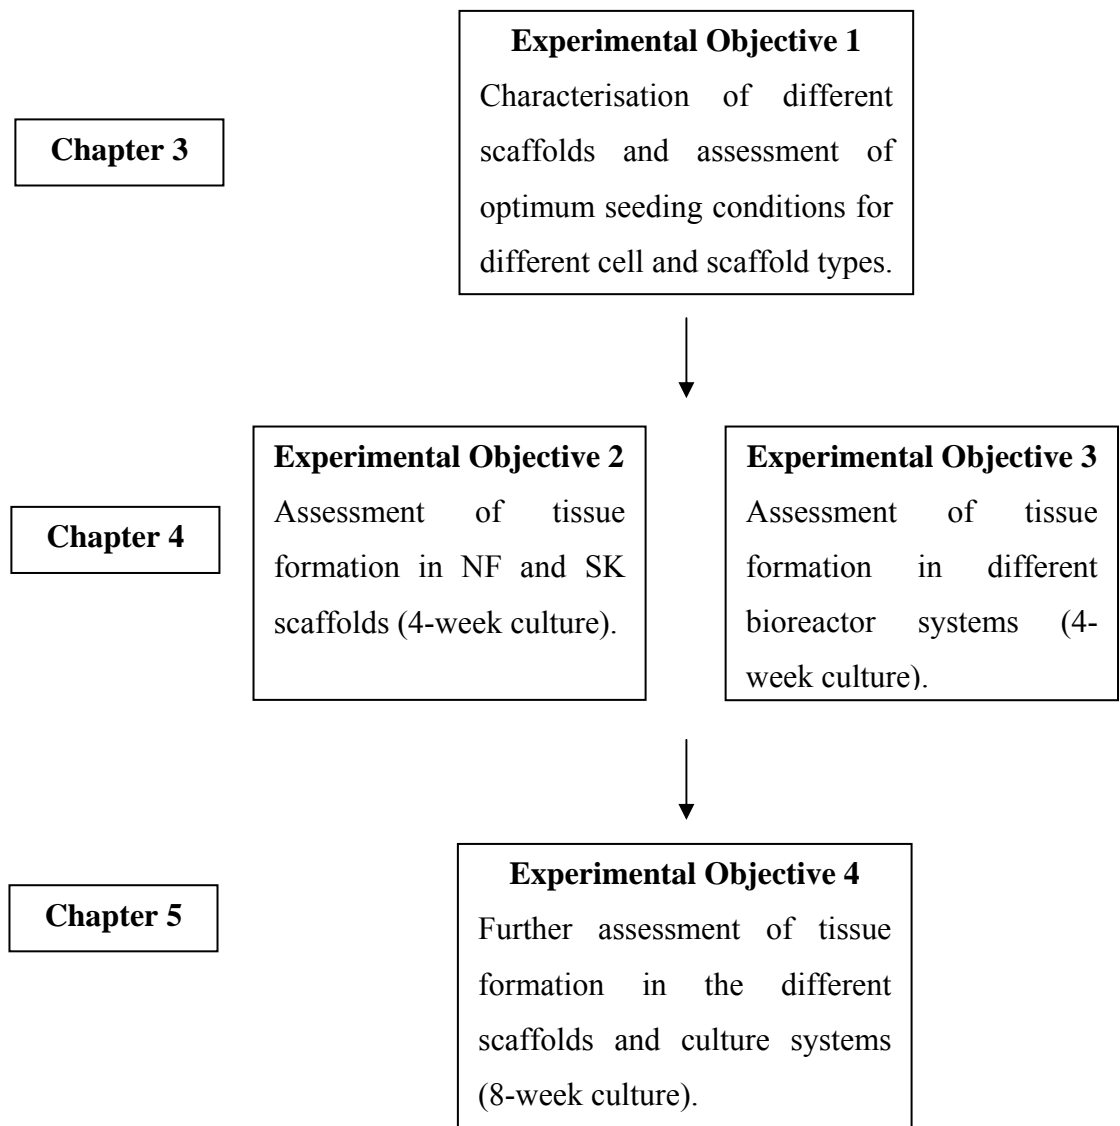 Experimental Objective 1
Characterisation of different
scaffolds and assessment of
optimum seeding conditions for
different cell and scaffold types.
Chapter 3
Experimental Objective 2
Assessment of tissue
formation in NF and SK
scaffolds (4-week culture).
Experimental Objective 3
Assessment of tissue
formation in different
bioreactor systems (4-
week culture).
Chapter 4
Experimental Objective 4
Further assessment of tissue
formation in the different
scaffolds and culture systems
(8-week culture).
Chapter 5